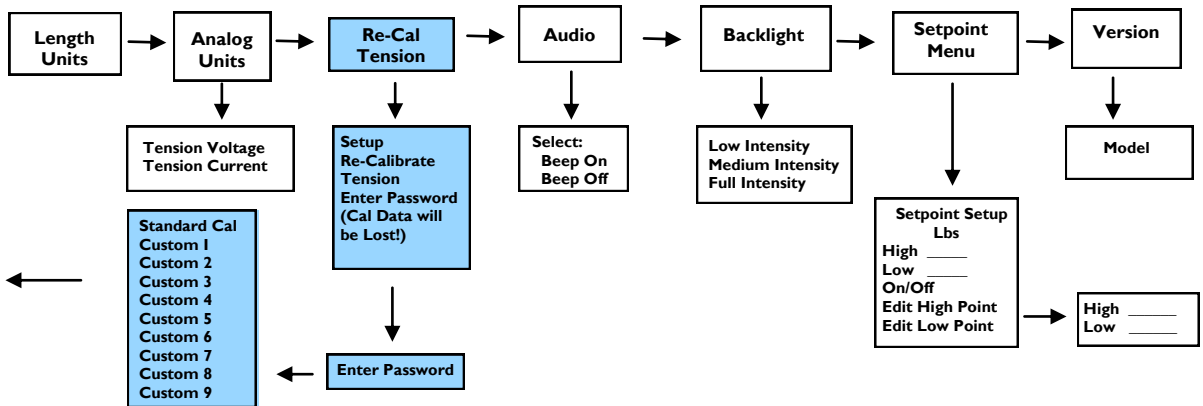 Length
Units
Analog
Units
Re-Cal
Tension
Audio
Backlight
Setpoint
Menu
Version
Tension Voltage
Tension Current
Setup
Re-Calibrate
Tension
Enter Password
(Cal Data will
be Lost!)
Select:
Beep On
Beep Off
Low Intensity
Medium Intensity
Full Intensity
Model
Standard Cal
Custom 1
Custom 2
Custom 3
Custom 4
Custom 5
Custom 6
Custom 7
Custom 8
Custom 9
Enter Password
Setpoint Setup
Lbs
High _____
Low _____
On/Off
Edit High Point
Edit Low Point
High ______
Low ______